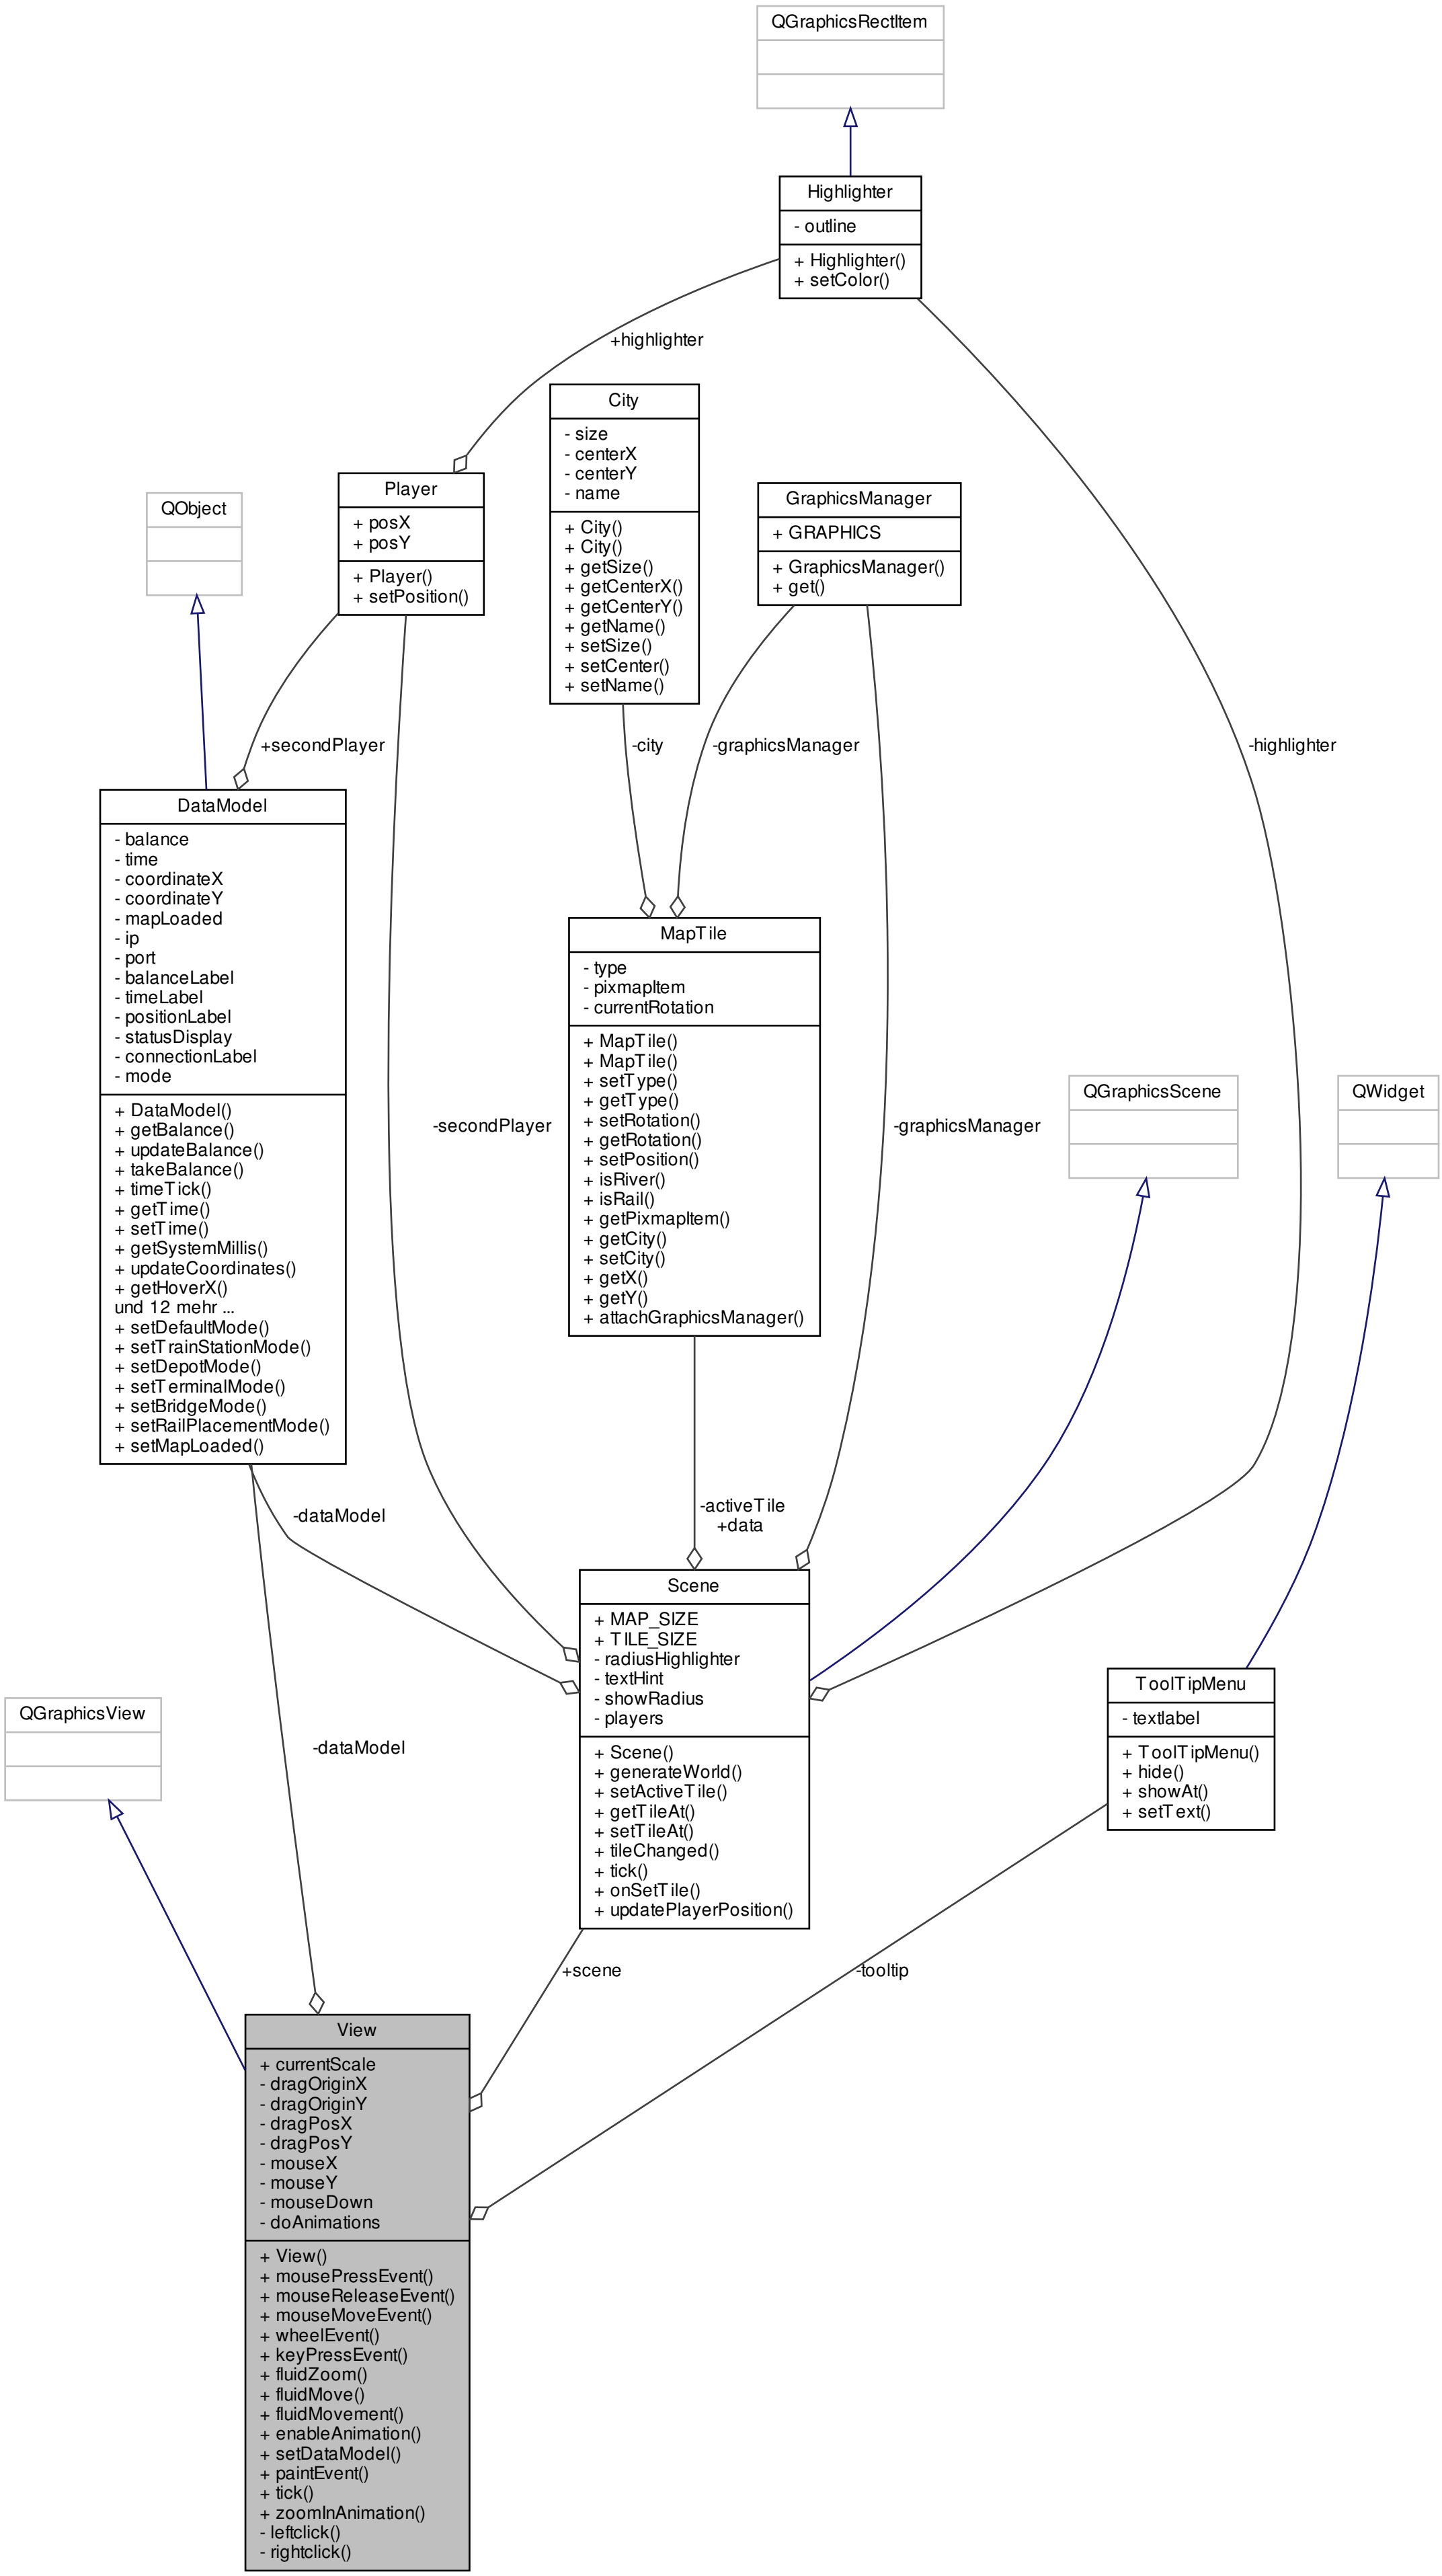 QGraphicsRectItem
Highlighter
- outline
+ Highlighter()
+ setColor()
+highlighter
City
- size
- centerX
- centerY
- name
+ City()
+ City()
+ getSize()
+ getCenterX()
+ getCenterY()
+ getName()
+ setSize()
+ setCenter()
+ setName()
Player
+ posX
+ posY
+ Player()
+ setPosition()
GraphicsManager
+ GRAPHICS
+ GraphicsManager()
+ get()
QObject
+secondPlayer
-city
-graphicsManager
-highlighter
DataModel
- balance
- time
- coordinateX
- coordinateY
- mapLoaded
- ip
- port
- balanceLabel
- timeLabel
- positionLabel
- statusDisplay
- connectionLabel
- mode
+ DataModel()
+ getBalance()
+ updateBalance()
+ takeBalance()
+ timeTick()
+ getTime()
+ setTime()
+ getSystemMillis()
+ updateCoordinates()
+ getHoverX()
und 12 mehr ...
+ setDefaultMode()
+ setTrainStationMode()
+ setDepotMode()
+ setTerminalMode()
+ setBridgeMode()
+ setRailPlacementMode()
+ setMapLoaded()
MapTile
- type
- pixmapItem
- currentRotation
+ MapTile()
+ MapTile()
+ setType()
+ getType()
+ setRotation()
+ getRotation()
+ setPosition()
+ isRiver()
+ isRail()
+ getPixmapItem()
+ getCity()
+ setCity()
+ getX()
+ getY()
+ attachGraphicsManager()
-secondPlayer
-graphicsManager
QGraphicsScene
QWidget
-dataModel
-activeTile
+data
Scene
+ MAP_SIZE
+ TILE_SIZE
- radiusHighlighter
- textHint
- showRadius
- players
+ Scene()
+ generateWorld()
+ setActiveTile()
+ getTileAt()
+ setTileAt()
+ tileChanged()
+ tick()
+ onSetTile()
+ updatePlayerPosition()
ToolTipMenu
- textlabel
+ ToolTipMenu()
+ hide()
+ showAt()
+ setText()
QGraphicsView
-dataModel
+scene
-tooltip
View
+ currentScale
- dragOriginX
- dragOriginY
- dragPosX
- dragPosY
- mouseX
- mouseY
- mouseDown
- doAnimations
+ View()
+ mousePressEvent()
+ mouseReleaseEvent()
+ mouseMoveEvent()
+ wheelEvent()
+ keyPressEvent()
+ fluidZoom()
+ fluidMove()
+ fluidMovement()
+ enableAnimation()
+ setDataModel()
+ paintEvent()
+ tick()
+ zoomInAnimation()
- leftclick()
- rightclick()